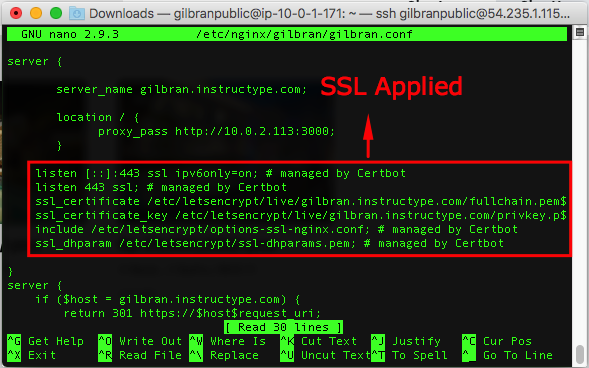 Downloads — gilbranpublic@ip-10-0-1-171: ~ — ssh gilbranpublic@54.235.1.115...
GNU nano 2.9.3 /etc/nginx/gilbran/gilbran.conf
server {
server_name gilbran.instructype.com;
SSL Applied
location / {
proxy_pass http://10.0.2.113:3000;
}
listen [::]:443 ssl ipv6only=on; # managed by Certbot
listen 443 ssl; # managed by Certbot
ssl_certificate /etc/letsencrypt/live/gilbran.instructype.com/fullchain.pem$
ssl_certificate_key /etc/letsencrypt/live/gilbran.instructype.com/privkey.p$
include /etc/letsencrypt/options-ssl-nginx.conf; # managed by Certbot
ssl_dhparam /etc/letsencrypt/ssl-dhparams.pem; # managed by Certbot
}
server {
if ($host = gilbran.instructype.com) {
return 301 https://$host$request_uri;
[ Read 30 lines ]
^G Get Help ^O Write Out ^W Where Is ^K Cut Text ^J Justify ^C Cur Pos
^X Exit ^R Read File ^\ Replace ^U Uncut Text ^T To Spell ^_ Go To Line